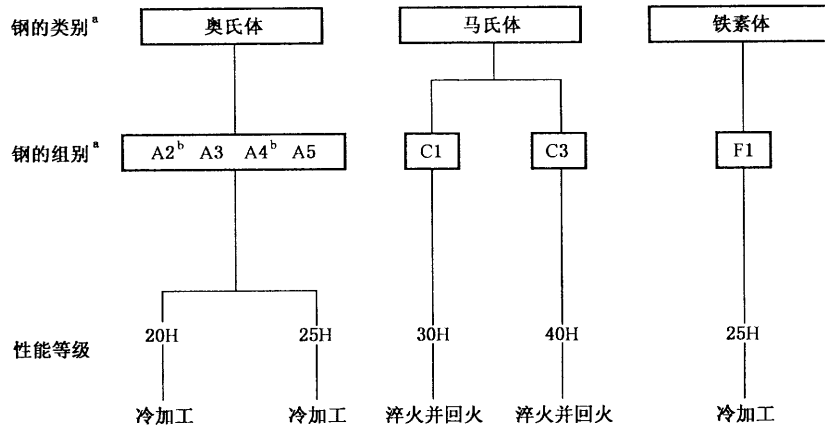 钢的类别a 奥氏体 马氏体 铁素体
钢的组别a A2b A3 A4b A5 C1 C3 F1
性能等级 20H 25H 30H 40H 25H
冷加工 冷加工 淬火并回火 淬火并回火 冷加工